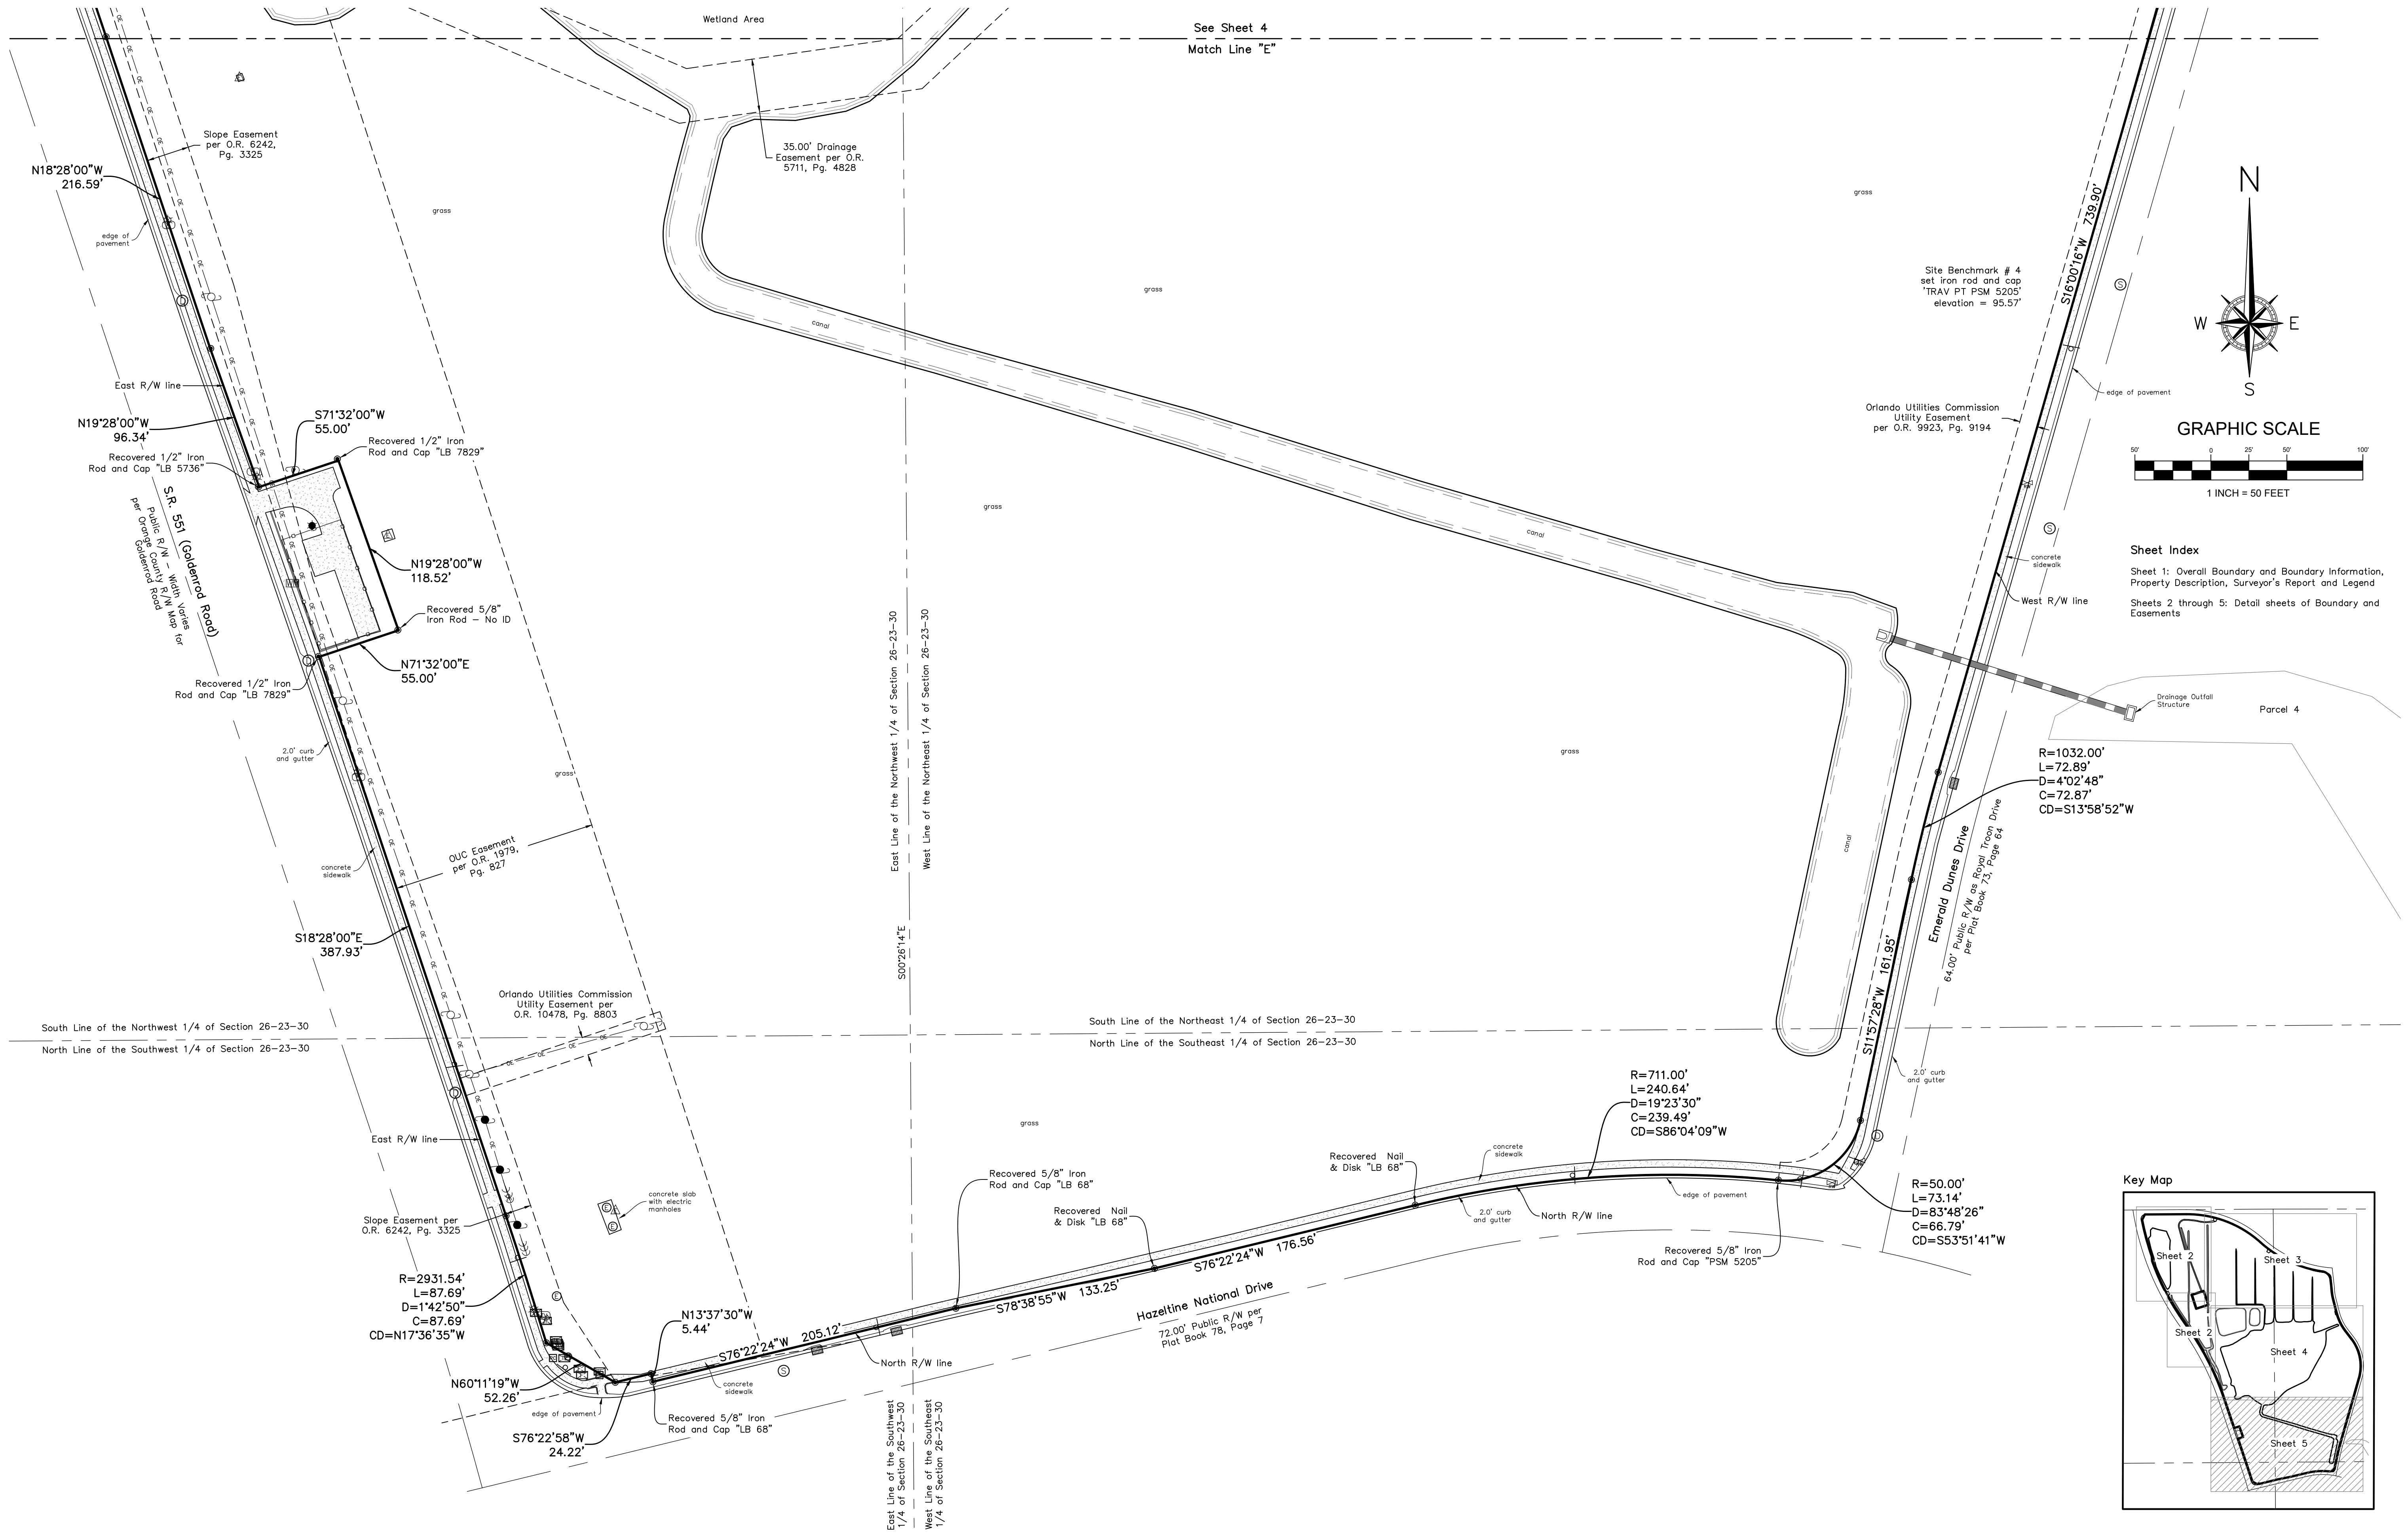 Wetland Area
See Sheet 4
Match Line "E"
Slope Easement
per O.R. 6242,
Pg. 3325
N18°28'00"W
216.59'
edge of
pavement
grass
35.00' Drainage
Easement per O.R.
5711, Pg. 4828
grass
grass
canal
S16°00'16"W 739.90'
Site Benchmark # 4
set iron rod and cap
'TRAV PT PSM 5205'
elevation = 95.57'
N
W
E
S
GRAPHIC SCALE
50'
0
25'
50'
100'
1 INCH = 50 FEET
edge of pavement
Orlando Utilities Commission
Utility Easement
per O.R. 9923, Pg. 9194
East R/W line
N19°28'00"W
96.34'
S71°32'00"W
55.00'
Recovered 1/2" Iron
Rod and Cap "LB 7829"
Recovered 1/2" Iron
Rod and Cap "LB 5736"
S.R. 551 (Goldenrod Road)
Public R/W - Width Varies
per Orange County R/W Map for
Goldenrod Road
N19°28'00"W
118.52'
Recovered 5/8"
Iron Rod - No ID
N71°32'00"E
55.00'
Recovered 1/2" Iron
Rod and Cap "LB 7829"
grass
canal
Sheet Index
Sheet 1: Overall Boundary and Boundary Information,
Property Description, Surveyor's Report and Legend
Sheets 2 through 5: Detail sheets of Boundary and
Easements
concrete
sidewalk
West R/W line
Drainage Outfall
Structure
Parcel 4
East Line of the Northwest 1/4 of Section 26-23-30
West Line of the Northeast 1/4 of Section 26-23-30
2.0' curb
and gutter
grass
grass
R=1032.00'
L=72.89'
D=4°02'48"
C=72.87'
CD=S13°58'52"W
canal
Emerald Dunes Drive
64.00' Public R/W as Royal Troon Drive
per Plat Book 73, Page 64
OUC Easement
per O.R. 1979,
Pg. 827
concrete
sidewalk
S18°28'00"E
387.93'
S00°26'14"E
S11°57'28"W 161.95'
Orlando Utilities Commission
Utility Easement per
O.R. 10478, Pg. 8803
South Line of the Northwest 1/4 of Section 26-23-30
North Line of the Southwest 1/4 of Section 26-23-30
South Line of the Northeast 1/4 of Section 26-23-30
North Line of the Southeast 1/4 of Section 26-23-30
2.0' curb
and gutter
R=711.00'
L=240.64'
D=19°23'30"
C=239.49'
CD=S86°04'09"W
grass
East R/W line
concrete slab
with electric
manholes
Slope Easement per
O.R. 6242, Pg. 3325
Recovered 5/8" Iron
Rod and Cap "LB 68"
Recovered Nail
& Disk "LB 68"
Recovered Nail
& Disk "LB 68"
concrete
sidewalk
2.0' curb
and gutter
North R/W line
edge of pavement
Recovered 5/8" Iron
Rod and Cap "PSM 5205"
R=50.00'
L=73.14'
D=83°48'26"
C=66.79'
CD=S53°51'41"W
R=2931.54'
L=87.69'
D=1°42'50"
C=87.69'
CD=N17°36'35"W
N13°37'30"W
5.44'
S76°22'24"W 205.12'
S78°38'55"W 133.25'
S76°22'24"W 176.56'
Hazeltine National Drive
72.00' Public R/W per
Plat Book 78, Page 7
North R/W line
concrete
sidewalk
N60°11'19"W
52.26'
edge of pavement
S76°22'58"W
24.22'
Recovered 5/8" Iron
Rod and Cap "LB 68"
East Line of the Southwest
1/4 of Section 26-23-30
West Line of the Southeast
1/4 of Section 26-23-30
Key Map
Sheet 2
Sheet 3
Sheet 2
Sheet 4
Sheet 5